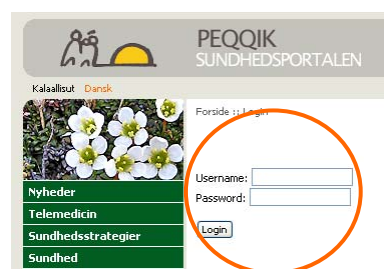 PEQQIK
SUNDHEDSPORTALEN
Kalaallisut Dansk
Forside :: Login
Username:
Password:
Login
Nyheder
Telemedicin
Sundhedsstrategier
Sundhed